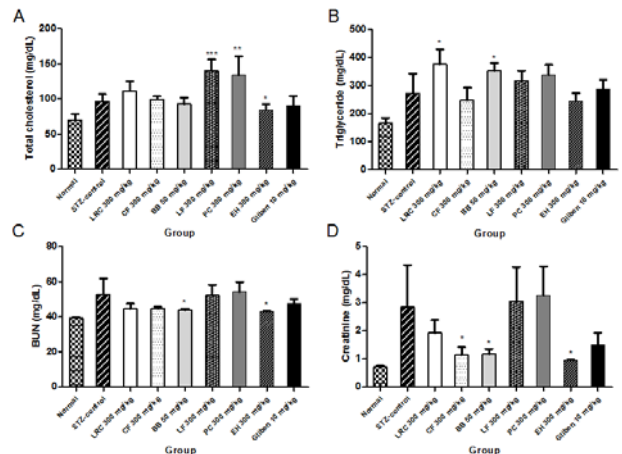 A
Total cholesterol (mg/dL)
200
150
100
50
0
***
**
*
Normal
STZ-control
LRC 300 mg/kg
CF 300 mg/kg
BB 50 mg/kg
LF 300 mg/kg
PC 300 mg/kg
EH 300 mg/kg
Gliben 10 mg/kg
Group
B
Triglyceride (mg/dL)
500
400
300
200
100
0
*
*
Normal
STZ-control
LRC 300 mg/kg
CF 300 mg/kg
BB 50 mg/kg
LF 300 mg/kg
PC 300 mg/kg
EH 300 mg/kg
Gliben 10 mg/kg
Group
C
BUN (mg/dL)
80
60
40
20
0
*
*
Normal
STZ-control
LRC 300 mg/kg
CF 300 mg/kg
BB 50 mg/kg
LF 300 mg/kg
PC 300 mg/kg
EH 300 mg/kg
Gliben 10 mg/kg
Group
D
Creatinine (mg/dL)
5
4
3
2
1
0
*
*
*
Normal
STZ-control
LRC 300 mg/kg
CF 300 mg/kg
BB 50 mg/kg
LF 300 mg/kg
PC 300 mg/kg
EH 300 mg/kg
Gliben 10 mg/kg
Group